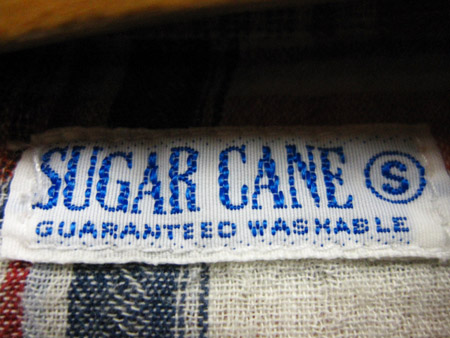 SUGAR CANE Ⓢ
GUARANTEED WASHABLE